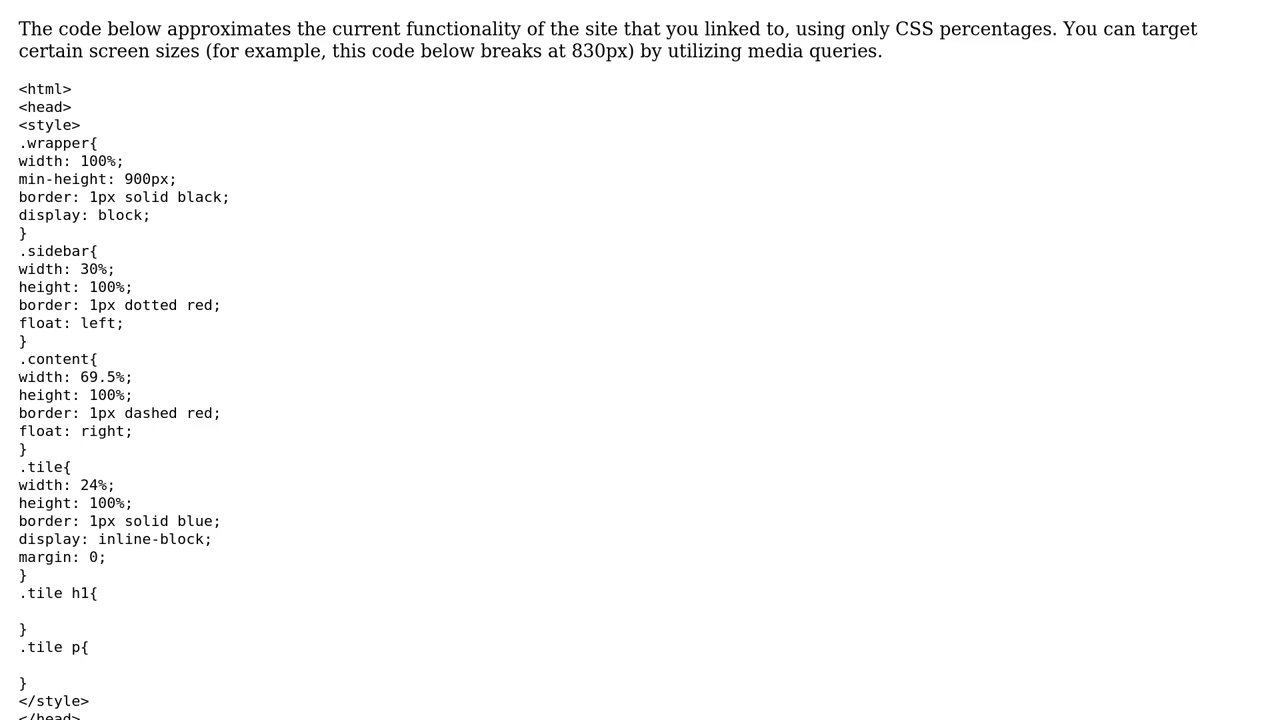 The code below approximates the current functionality of the site that you linked to, using only CSS percentages. You can target
certain screen sizes (for example, this code below breaks at 830px) by utilizing media queries.
<html>
<head>
<style>
.wrapper{
width: 100%;
min-height: 900px;
border: 1px solid black;
display: block;
}
.sidebar{
width: 30%;
height: 100%;
border: 1px dotted red;
float: left;
}
.content{
width: 69.5%;
height: 100%;
border: 1px dashed red;
float: right;
}
.tile{
width: 24%;
height: 100%;
border: 1px solid blue;
display: inline-block;
margin: 0;
}
.tile h1{

}
.tile p{

}
</style>
</head>